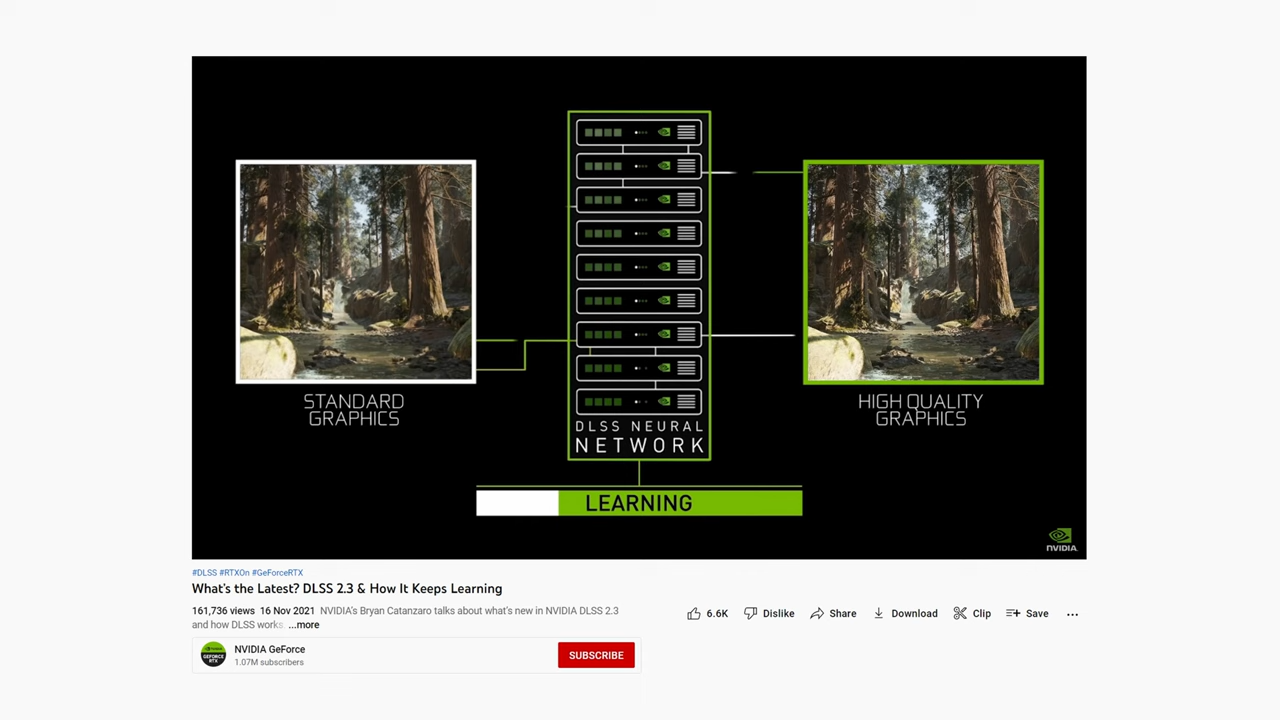 STANDARD
GRAPHICS
DLSS NEURAL
NETWORK
HIGH QUALITY
GRAPHICS
LEARNING
NVIDIA.
#DLSS #RTXOn #GeForceRTX
What's the Latest? DLSS 2.3 & How It Keeps Learning
161,736 views 16 Nov 2021 NVIDIA's Bryan Catanzaro talks about what's new in NVIDIA DLSS 2.3
and how DLSS works ...more
6.6K Dislike Share Download Clip Save ...
GEFORCE
RTX
NVIDIA GeForce
1.07M subscribers
SUBSCRIBE